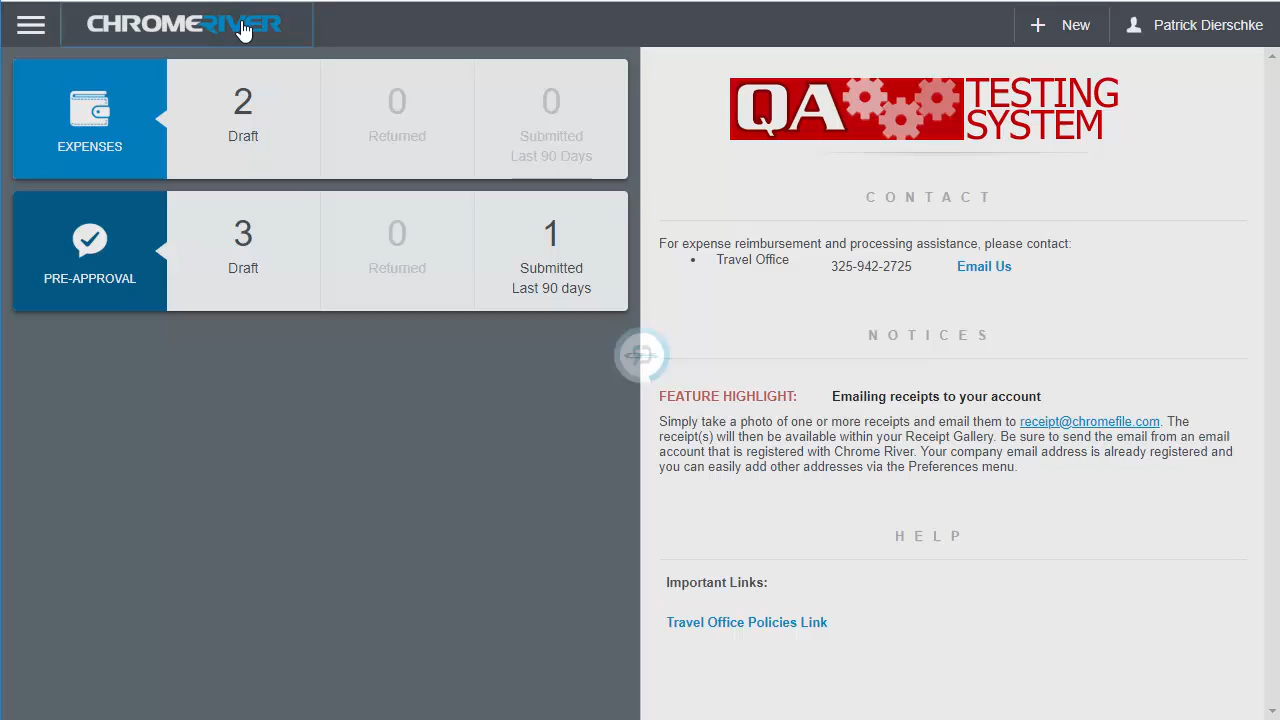 CHROMERIVER
New
Patrick Dierschke
EXPENSES
2
Draft
0
Returned
0
Submitted
Last 90 Days
PRE-APPROVAL
3
Draft
0
Returned
1
Submitted
Last 90 days
QA TESTING
SYSTEM
CONTACT
For expense reimbursement and processing assistance, please contact:
• Travel Office 325-942-2725 Email Us
NOTICES
FEATURE HIGHLIGHT: Emailing receipts to your account
Simply take a photo of one or more receipts and email them to receipt@chromefile.com. The
receipt(s) will then be available within your Receipt Gallery. Be sure to send the email from an email
account that is registered with Chrome River. Your company email address is already registered and
you can easily add other addresses via the Preferences menu.
HELP
Important Links:
Travel Office Policies Link